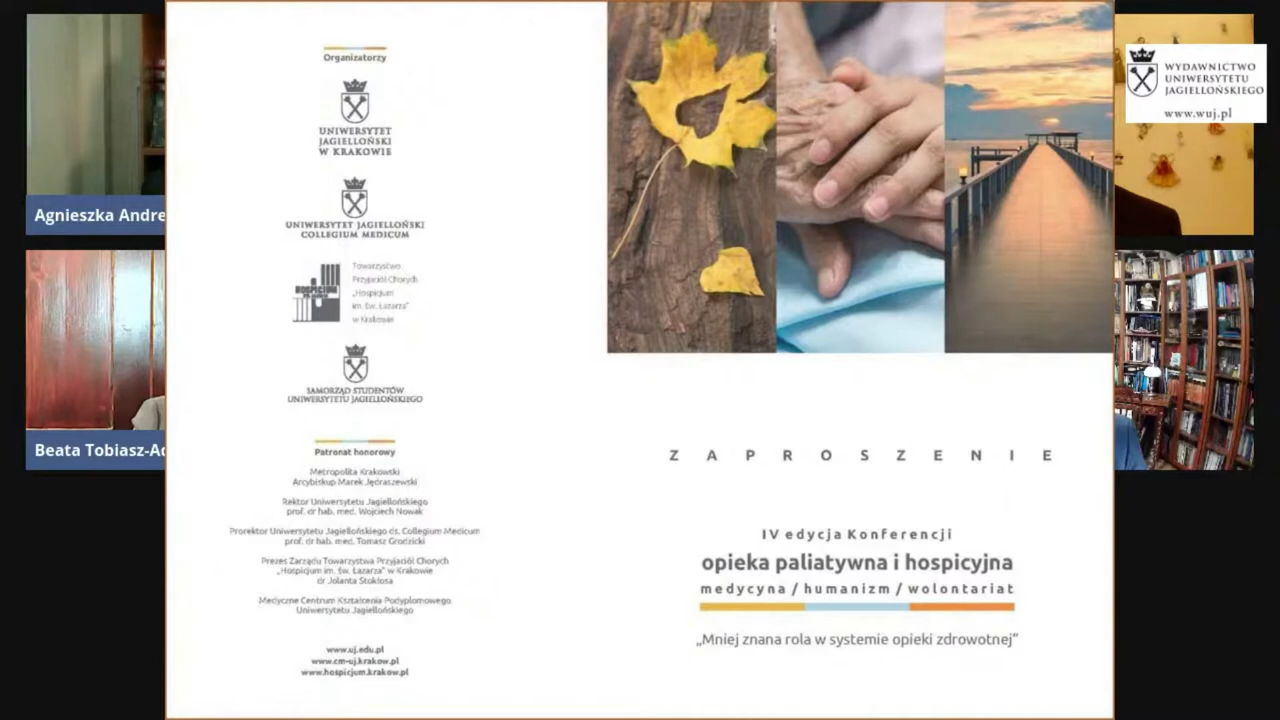 Organizatorzy
UNIWERSYTET
JAGIELLOŃSKI
W KRAKOWIE
UNIWERSYTET JAGIELLOŃSKI
COLLEGIUM MEDICUM
HOSPICJUM
Towarzystwo
Przyjaciół Chorych
„Hospicjum
im. Św. Łazarza”
w Krakowie
SAMORZĄD STUDENTÓW
UNIWERSYTETU JAGIELLOŃSKIEGO
Patronat honorowy
Metropolita Krakowski
Arcybiskup Marek Jędraszewski
Rektor Uniwersytetu Jagiellońskiego
prof. dr hab. med. Wojciech Nowak
Prorektor Uniwersytetu Jagiellońskiego ds. Collegium Medicum
prof. dr hab. med. Tomasz Grodzicki
Prezes Zarządu Towarzystwa Przyjaciół Chorych
„Hospicjum im. Św. Łazarza” w Krakowie
dr Jolanta Stokłosa
Medyczne Centrum Kształcenia Podyplomowego
Uniwersytetu Jagiellońskiego
www.uj.edu.pl
www.cm-uj.krakow.pl
www.hospicjum.krakow.pl
ZAPROSZENIE
IV edycja Konferencji
opieka paliatywna i hospicyjna
medycyna / humanizm / wolontariat
„Mniej znana rola w systemie opieki zdrowotnej”
Agnieszka Andre
Beata Tobiasz-Ad
WYDAWNICTWO
UNIWERSYTETU
JAGIELLOŃSKIEGO
www.wuj.pl